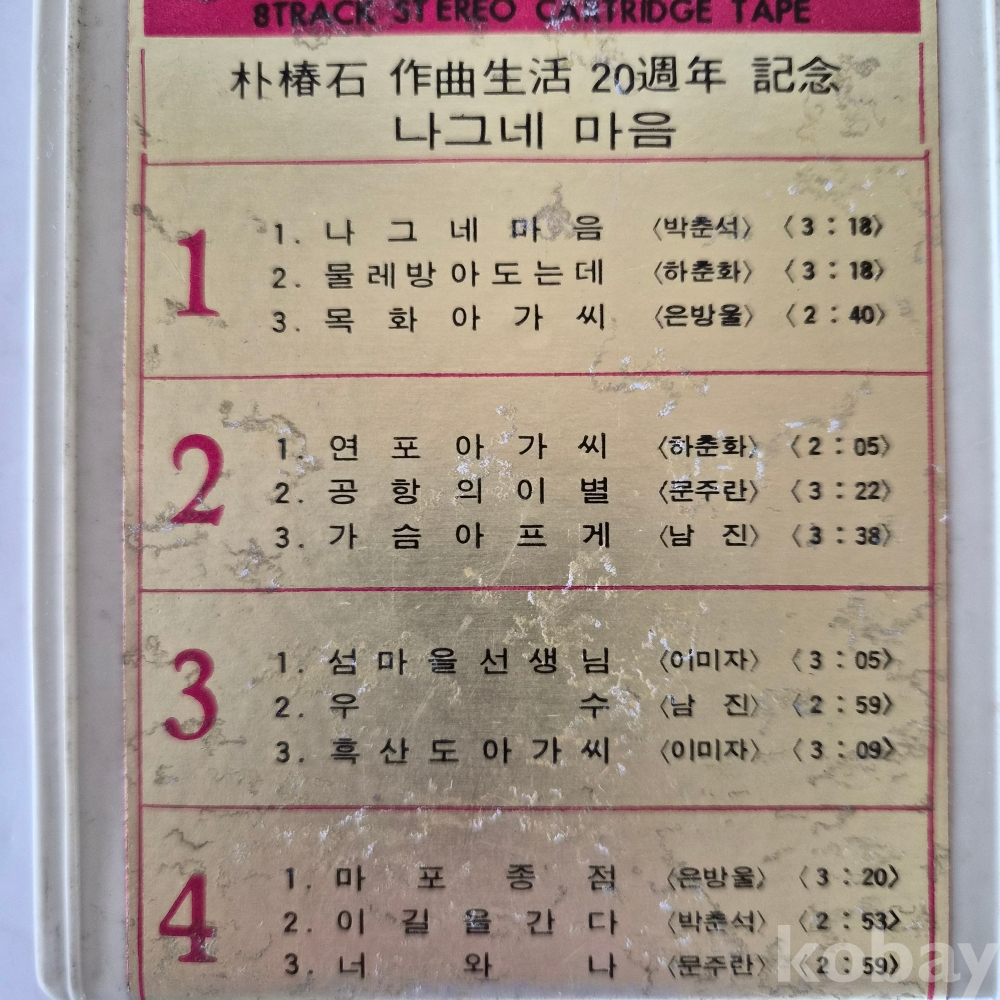 8TRACK STEREO CARTRIDGE TAPE
朴椿石 作曲生活 20週年 記念
나그네 마음
1
1. 나그네마음 〈박춘석〉 〈3:18〉
2. 물레방아도는데 〈하춘화〉 〈3:18〉
3. 목화아가씨 〈은방울〉 〈2:40〉
2
1. 연포아가씨 〈하춘화〉 〈2:05〉
2. 공항의이별 〈문주란〉 〈3:22〉
3. 가슴아프게 〈남 진〉 〈3:38〉
3
1. 섬마을선생님 〈이미자〉 〈3:05〉
2. 우수 〈남 진〉 〈2:59〉
3. 흑산도아가씨 〈이미자〉 〈3:09〉
4
1. 마포종점 〈은방울〉 〈3:20〉
2. 이길을간다 〈박춘석〉 〈2:53〉
3. 너와나 〈문주란〉 〈2:59〉
kobay